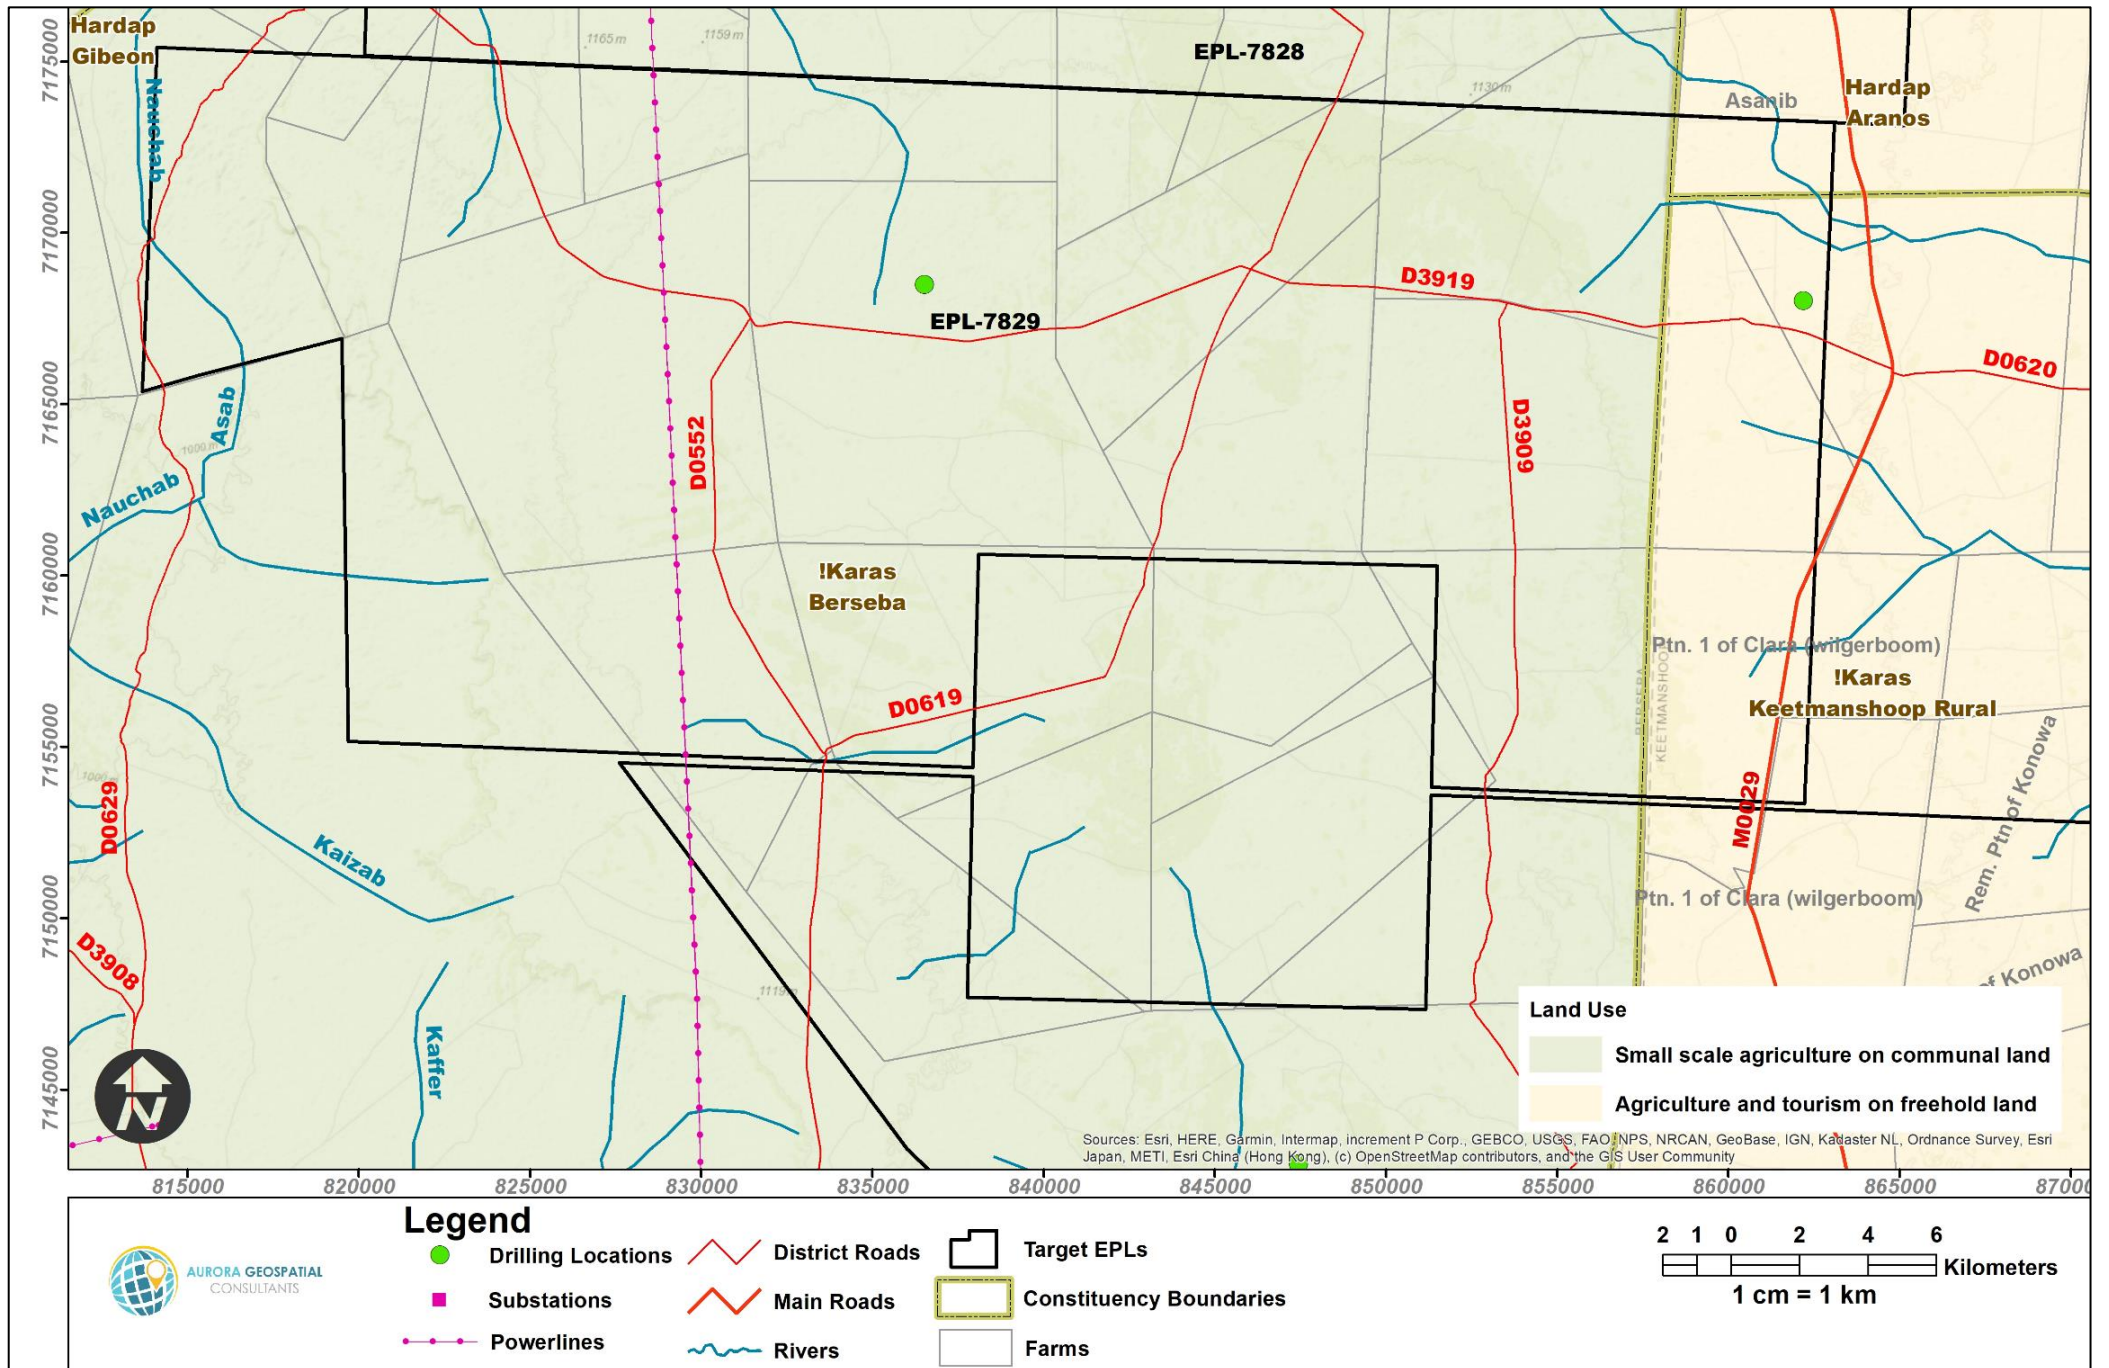 Hardap
Gibeon
Nauchab
1165 m
1159 m
EPL-7828
1130 m
Asanib
Hardap
Aranos
7175000
7170000
7165000
7160000
7155000
7150000
7145000
D3919
EPL-7829
D0620
Asab
D0552
D3909
1000 m
Nauchab
!Karas
Berseba
Ptn. 1 of Clara (wilgerboom)
BERSEBA
KEETMANSHOOP
!Karas
Keetmanshoop Rural
D0619
Rem. Ptn of Konowa
D0629
M0029
Kaizab
Ptn. 1 of Clara (wilgerboom)
D3908
of Konowa
1119 m
Kaffer
N
Land Use
Small scale agriculture on communal land
Agriculture and tourism on freehold land
Sources: Esri, HERE, Garmin, Intermap, increment P Corp., GEBCO, USGS, FAO, NPS, NRCAN, GeoBase, IGN, Kadaster NL, Ordnance Survey, Esri
Japan, METI, Esri China (Hong Kong), (c) OpenStreetMap contributors, and the GIS User Community
815000 820000 825000 830000 835000 840000 845000 850000 855000 860000 865000 87000
Legend
Drilling Locations
Substations
Powerlines
District Roads
Main Roads
Rivers
Target EPLs
Constituency Boundaries
Farms
AURORA GEOSPATIAL
CONSULTANTS
2 1 0 2 4 6
Kilometers
1 cm = 1 km